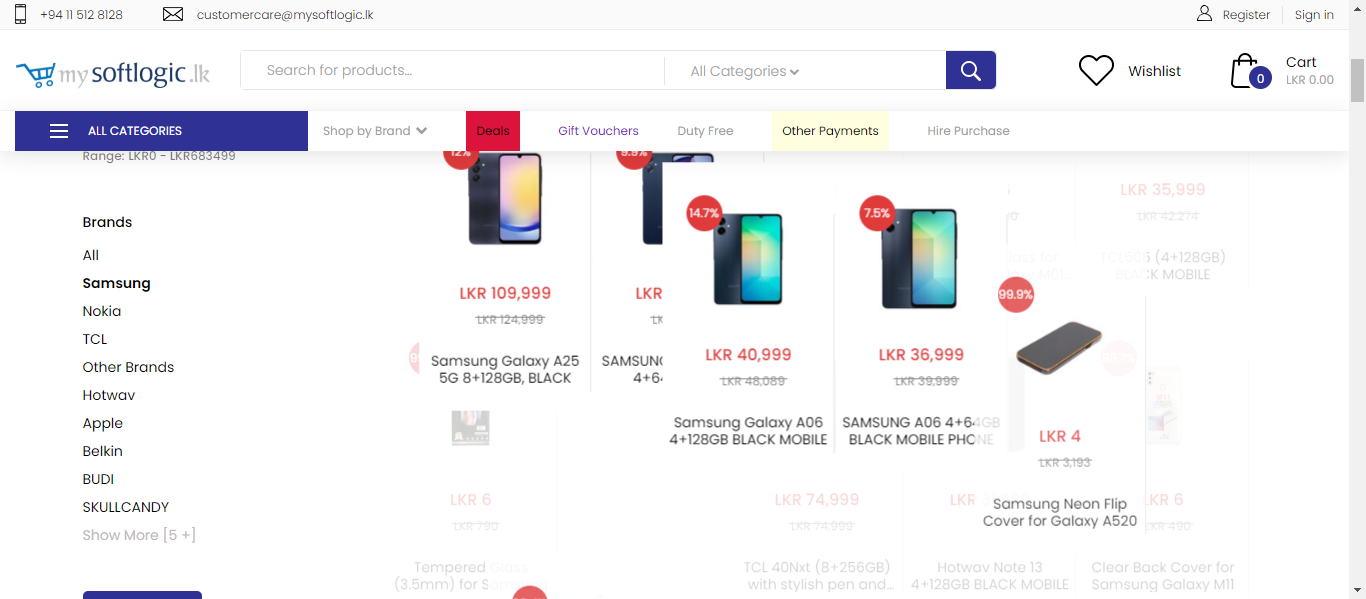 +94 11 512 8128
customercare@mysoftlogic.lk
Register
Sign in
my softlogic.lk
Search for products...
All Categories
Wishlist
0
Cart
LKR 0.00
ALL CATEGORIES
Shop by Brand
Deals
Gift Vouchers
Duty Free
Other Payments
Hire Purchase
Range: LKR0 - LKR683499
Brands
All
Samsung
Nokia
TCL
Other Brands
Hotwav
Apple
Belkin
BUDI
SKULLCANDY
Show More [5 +]
12%
LKR 109,999
LKR 124,999
Samsung Galaxy A25
5G 8+128GB, BLACK
9.9%
LKR
SAMSUNG
14.7%
LKR 40,999
LKR 48,089
Samsung Galaxy A06
4+128GB BLACK MOBILE
7.5%
LKR 36,999
LKR 39,999
SAMSUNG A06 4+64GB
BLACK MOBILE PHONE
LKR 35,999
LKR 42,274
TCL505 (4+128GB)
BLACK MOBILE
99.9%
LKR 4
LKR 3,193
Samsung Neon Flip
Cover for Galaxy A520
LKR 6
LKR 790
Tempered Glass
(3.5mm) for
LKR 74,999
LKR 74,999
TCL 40Nxt (8+256GB)
with stylish pen and...
LKR
Hotwav Note 13
4+128GB BLACK MOBILE
LKR 6
LKR 490
Clear Back Cover for
Samsung Galaxy M11